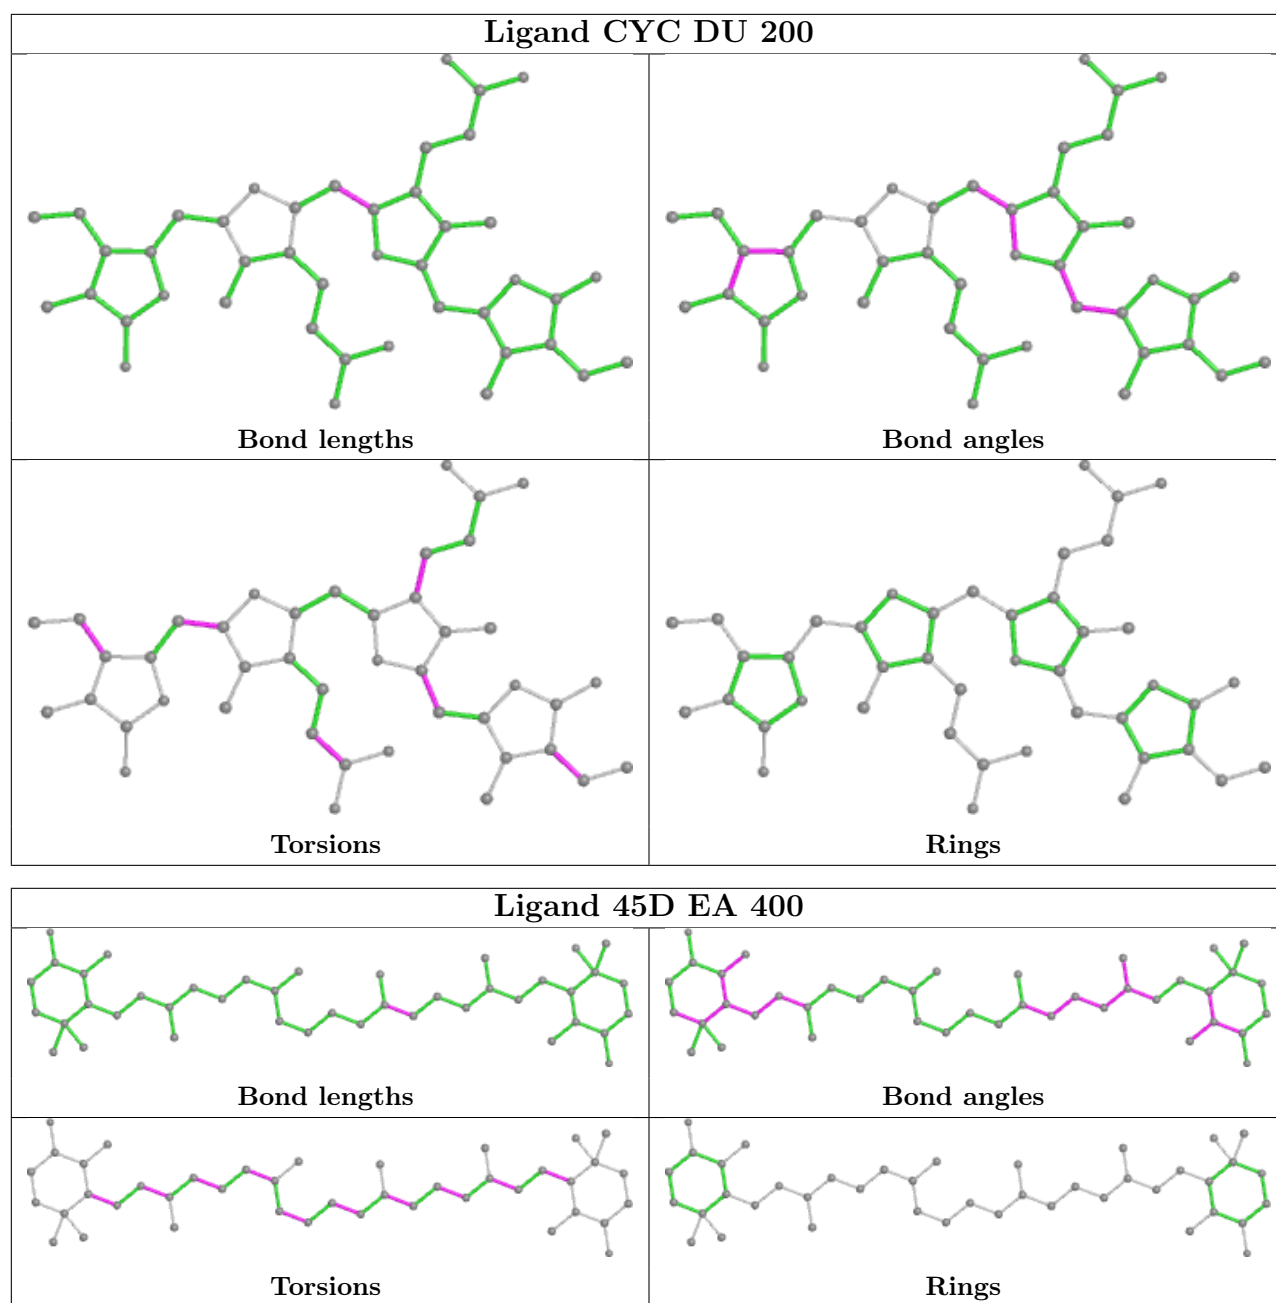 Ligand CYC DU 200
Bond lengths
Bond angles
Torsions
Rings
Ligand 45D EA 400
Bond lengths
Bond angles
Torsions
Rings